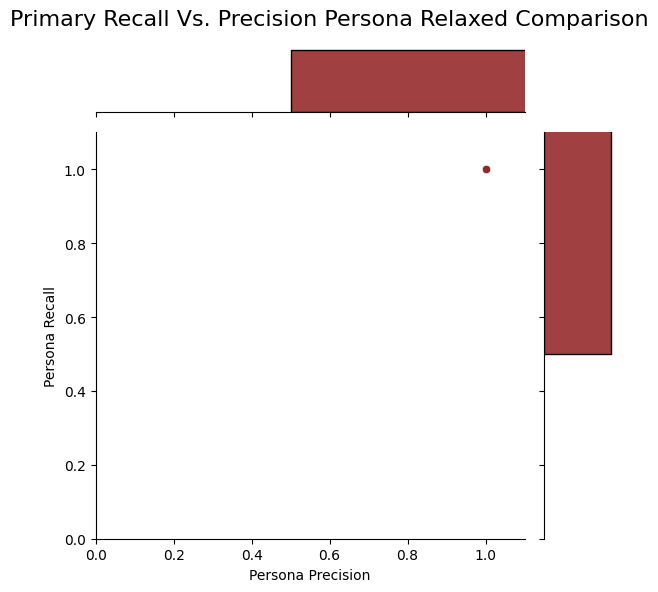 Primary Recall Vs. Precision Persona Relaxed Comparison
1.0
0.8
0.6
0.4
0.2
0.0
Persona Recall
0.0 0.2 0.4 0.6 0.8 1.0
Persona Precision